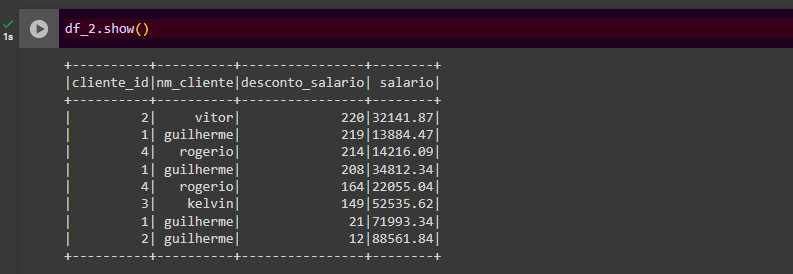 df_2.show()
1s
+----------+----------+----------------+--------+
|cliente_id|nm_cliente|desconto_salario| salario|
+----------+----------+----------------+--------+
|         2|     vitor|             220|32141.87|
|         1| guilherme|             219|13884.47|
|         4|   rogerio|             214|14216.09|
|         1| guilherme|             208|34812.34|
|         4|   rogerio|             164|22055.04|
|         3|    kelvin|             149|52535.62|
|         1| guilherme|              21|71993.34|
|         2| guilherme|              12|88561.84|
+----------+----------+----------------+--------+